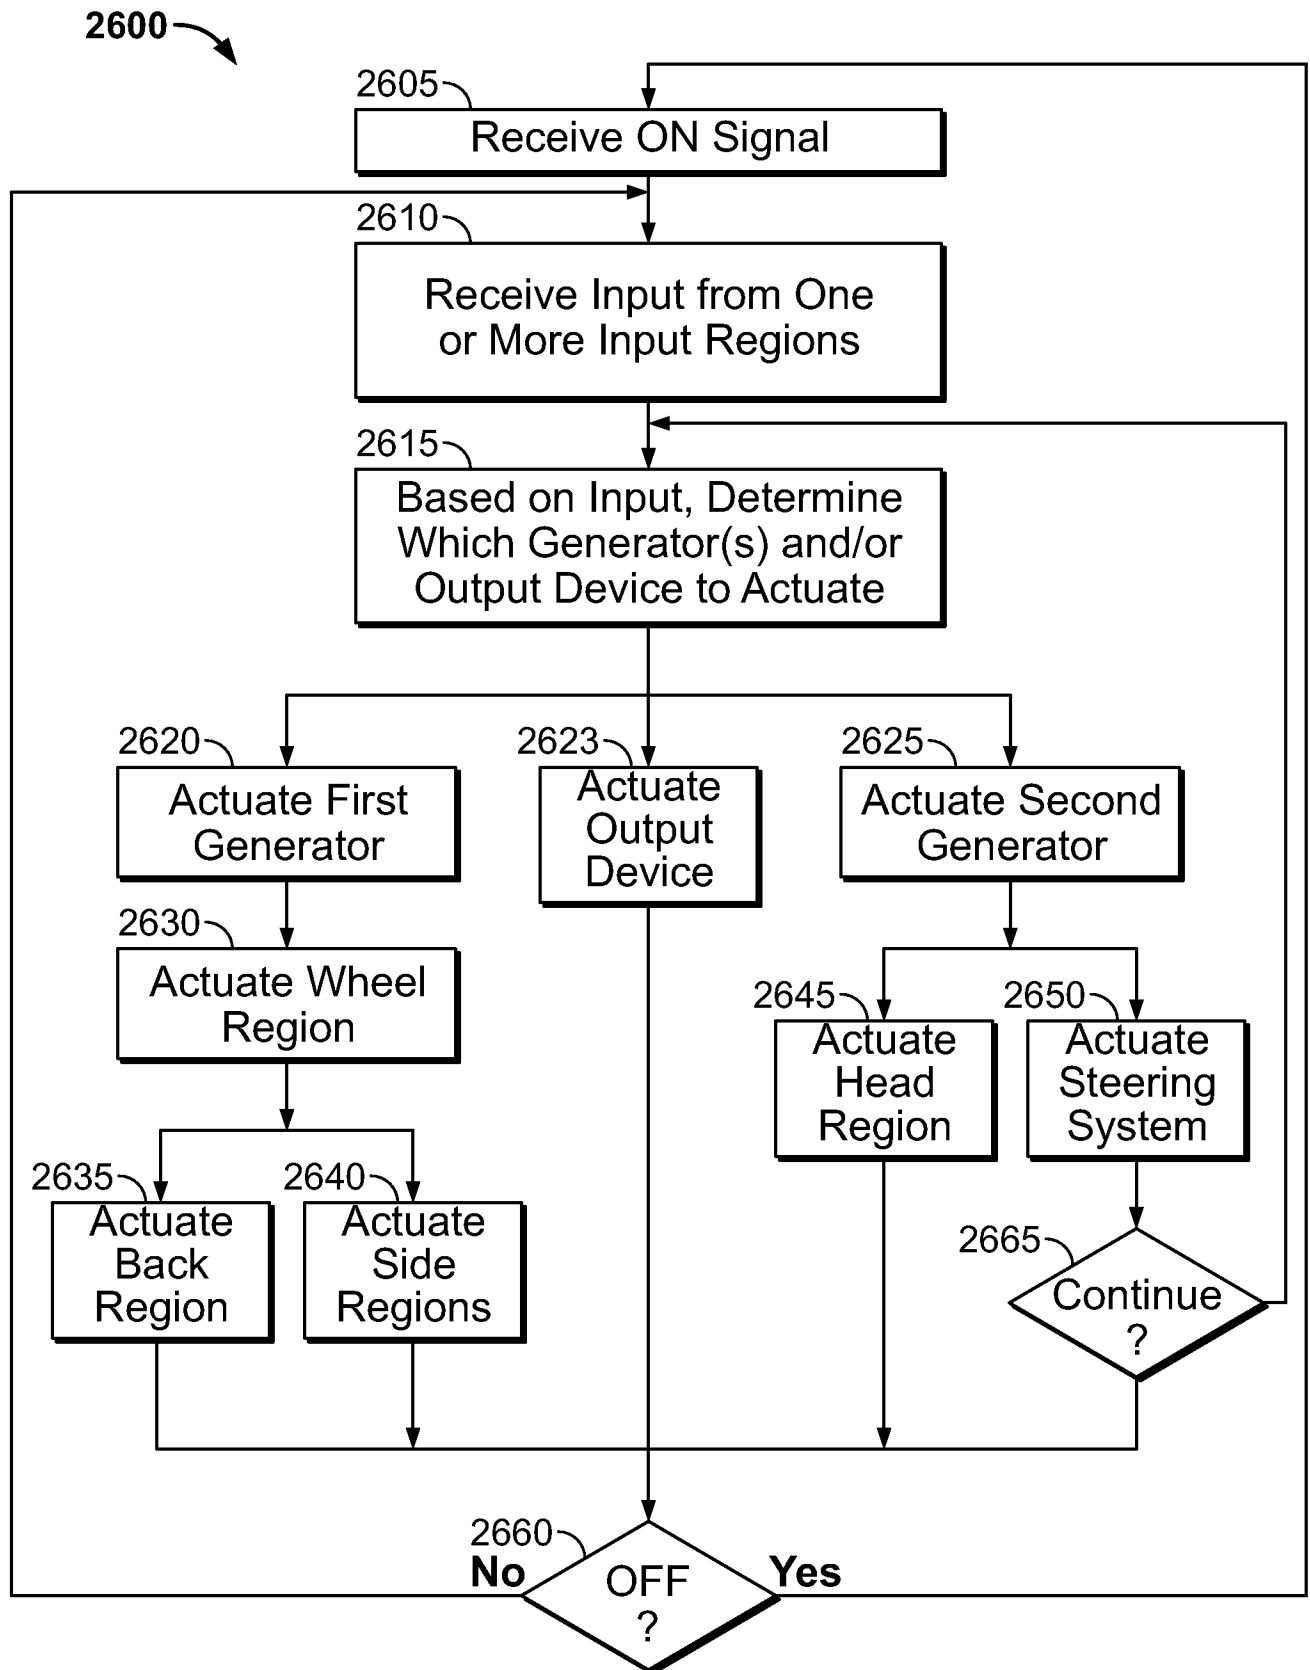 2600
2605
Receive ON Signal
2610
Receive Input from One
or More Input Regions
2615
Based on Input, Determine
Which Generator(s) and/or
Output Device to Actuate
2620
Actuate First
Generator
2623
Actuate
Output
Device
2625
Actuate Second
Generator
2630
Actuate Wheel
Region
2645
Actuate
Head
Region
2650
Actuate
Steering
System
2635
Actuate
Back
Region
2640
Actuate
Side
Regions
2665
Continue
?
2660
No
OFF
?
Yes